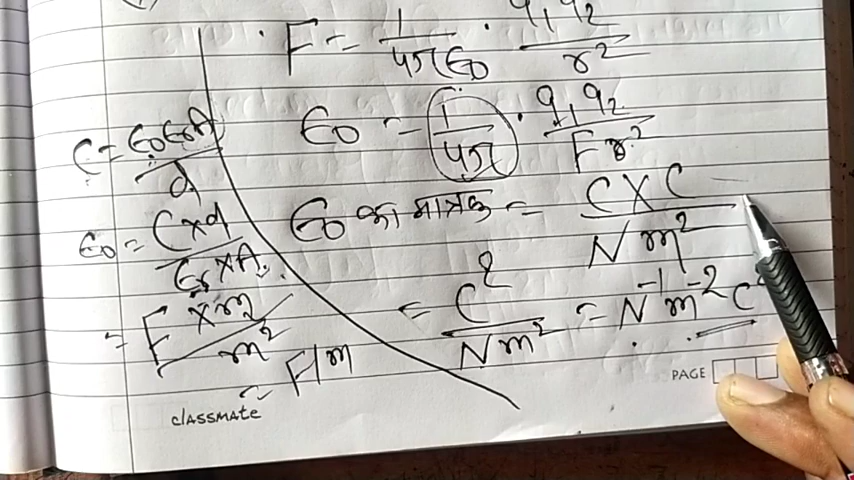 F = 1/4πε0 · q1q2/r²
ε0 = 1/4π · q1q2/Fr²
ε0 का मात्रक = C×C/Nm²
= C²/Nm² = N⁻¹m⁻²C²
C = ε0εrA/d
ε0 = C×d/εr×A
= F×m/m²
= F/m
PAGE
classmate